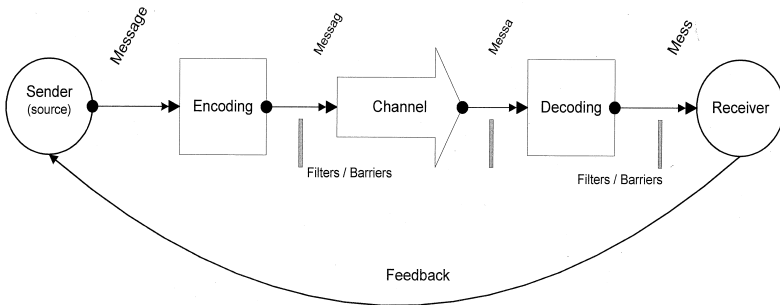 Message
Messag
Messa
Mess
Sender
(source)
Encoding
Channel
Decoding
Receiver
Filters / Barriers
Filters / Barriers
Feedback